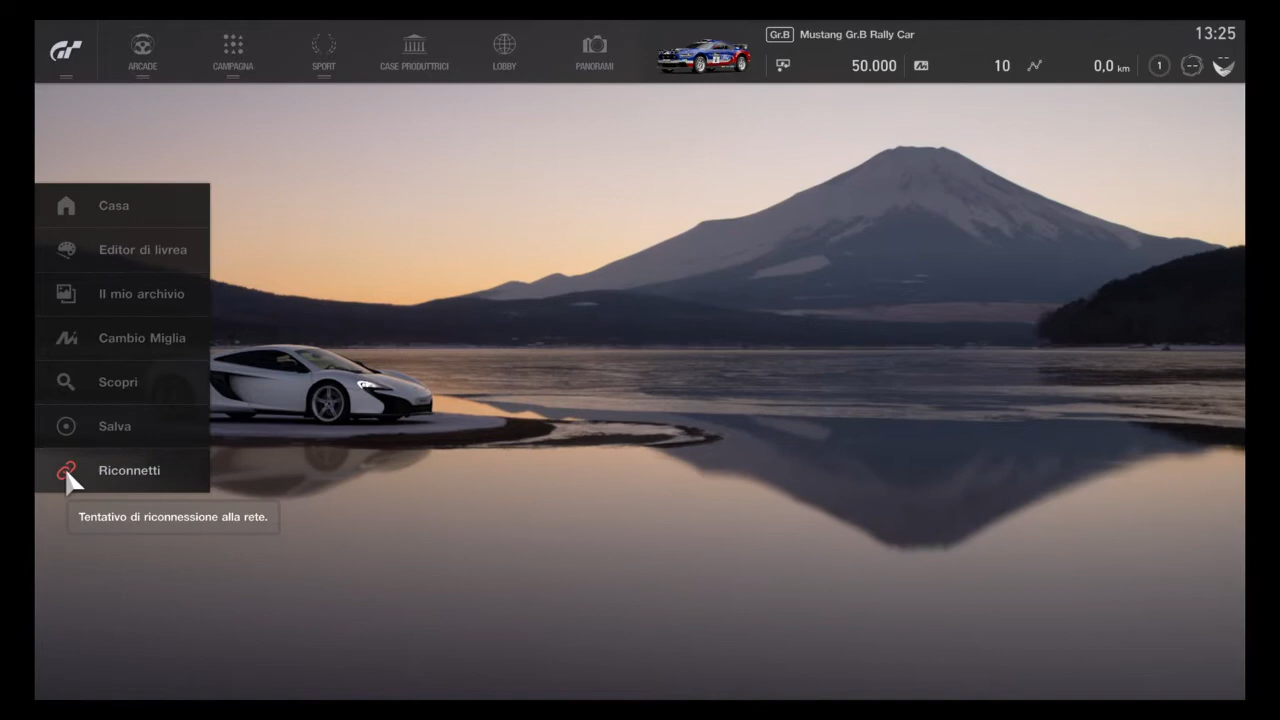 GT
ARCADE
CAMPAGNA
SPORT
CASE PRODUTTRICI
LOBBY
PANORAMI
Gr.B Mustang Gr.B Rally Car
13:25
50.000
10
0,0 km
1
--
--
Casa
Editor di livrea
Il mio archivio
Cambio Miglia
Scopri
Salva
Riconnetti
Tentativo di riconnessione alla rete.